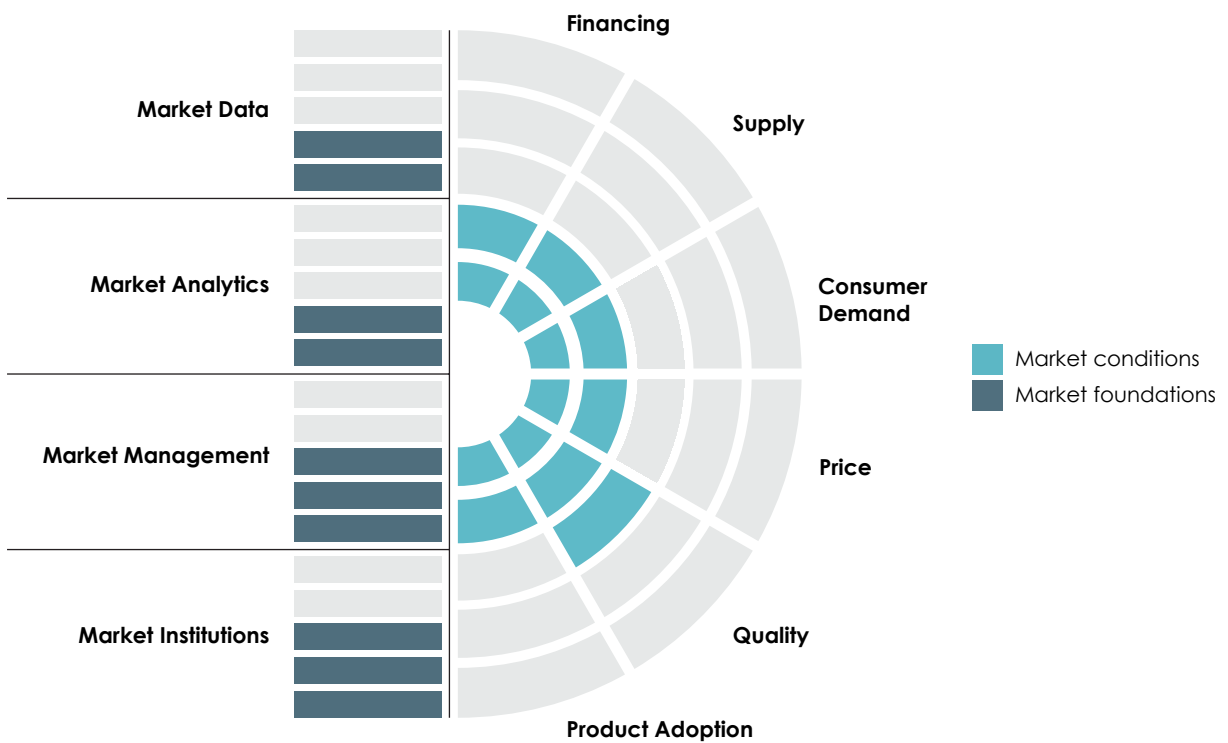 Financing
Market Data
Supply
Market Analytics
Consumer
Demand
Market conditions
Market foundations
Market Management
Price
Market Institutions
Quality
Product Adoption